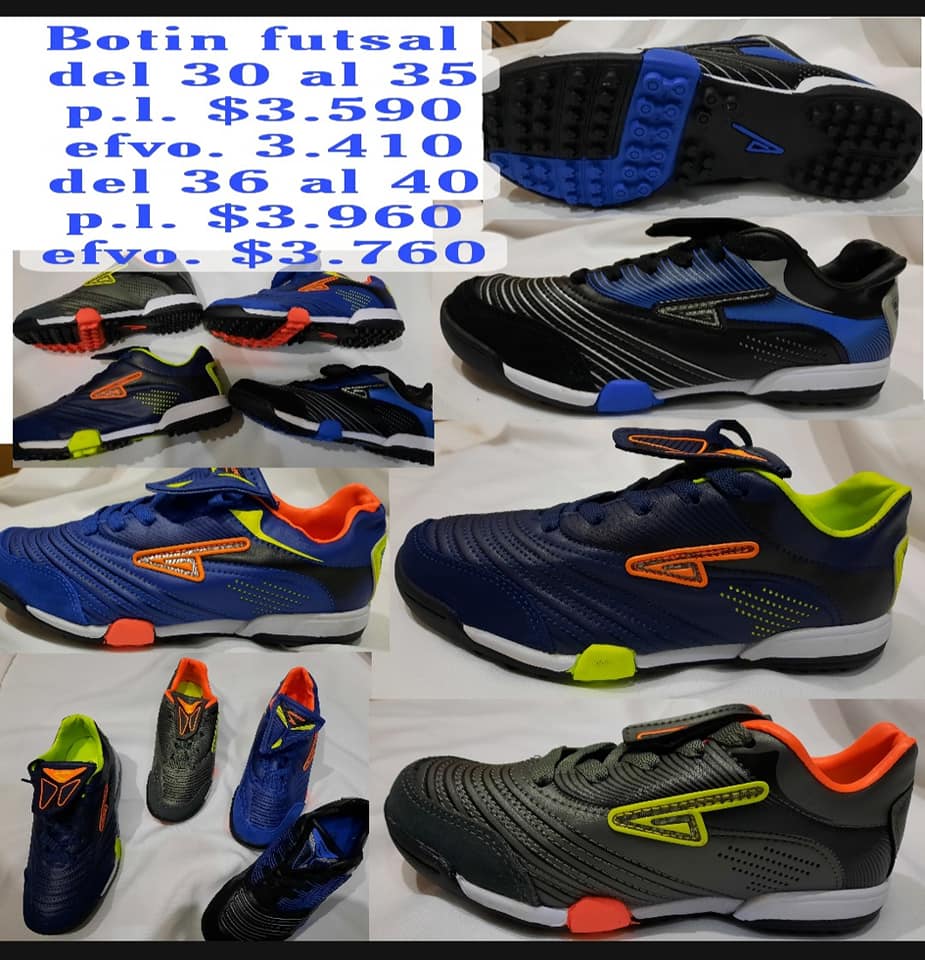 Botin futsal
del 30 al 35
p.l. $3.590
efvo. 3.410
del 36 al 40
p.l. $3.960
efvo. $3.760